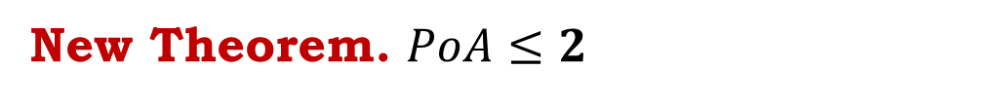 New Theorem. PoA ≤ 2